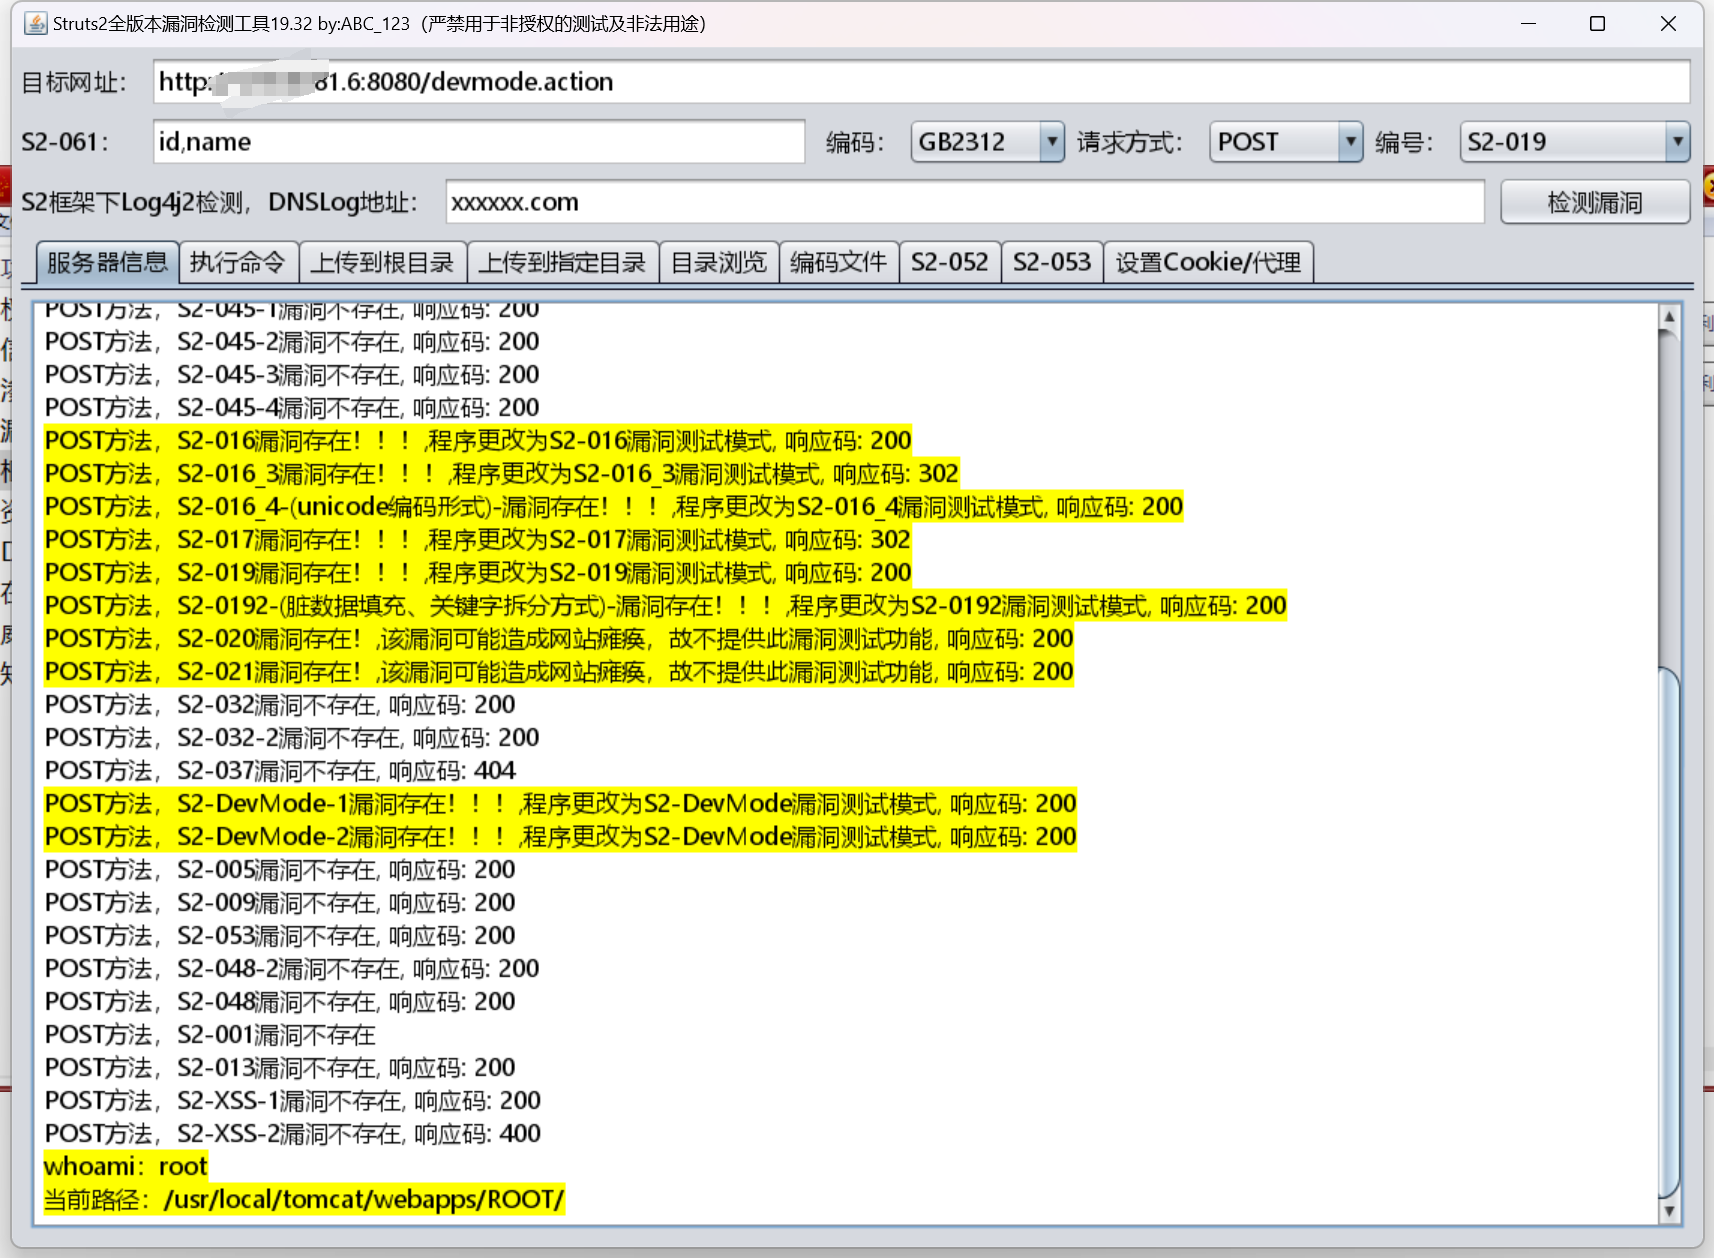 Struts2全版本漏洞检测工具19.32 by:ABC_123（严禁用于非授权的测试及非法用途）
目标网址： http: 81.6:8080/devmode.action
S2-061： id,name 编码： GB2312 请求方式： POST 编号： S2-019
S2框架下Log4j2检测，DNSLog地址： xxxxxx.com 检测漏洞
服务器信息 执行命令 上传到根目录 上传到指定目录 目录浏览 编码文件 S2-052 S2-053 设置Cookie/代理
POST方法，S2-045-1漏洞不存在, 响应码: 200
POST方法，S2-045-2漏洞不存在, 响应码: 200
POST方法，S2-045-3漏洞不存在, 响应码: 200
POST方法，S2-045-4漏洞不存在, 响应码: 200
POST方法，S2-016漏洞存在！！！,程序更改为S2-016漏洞测试模式, 响应码: 200
POST方法，S2-016_3漏洞存在！！！,程序更改为S2-016_3漏洞测试模式, 响应码: 302
POST方法，S2-016_4-(unicode编码形式)-漏洞存在！！！,程序更改为S2-016_4漏洞测试模式, 响应码: 200
POST方法，S2-017漏洞存在！！！,程序更改为S2-017漏洞测试模式, 响应码: 302
POST方法，S2-019漏洞存在！！！,程序更改为S2-019漏洞测试模式, 响应码: 200
POST方法，S2-0192-(脏数据填充、关键字拆分方式)-漏洞存在！！！,程序更改为S2-0192漏洞测试模式, 响应码: 200
POST方法，S2-020漏洞存在！,该漏洞可能造成网站瘫痪，故不提供此漏洞测试功能, 响应码: 200
POST方法，S2-021漏洞存在！,该漏洞可能造成网站瘫痪，故不提供此漏洞测试功能, 响应码: 200
POST方法，S2-032漏洞不存在, 响应码: 200
POST方法，S2-032-2漏洞不存在, 响应码: 200
POST方法，S2-037漏洞不存在, 响应码: 404
POST方法，S2-DevMode-1漏洞存在！！！,程序更改为S2-DevMode漏洞测试模式, 响应码: 200
POST方法，S2-DevMode-2漏洞存在！！！,程序更改为S2-DevMode漏洞测试模式, 响应码: 200
POST方法，S2-005漏洞不存在, 响应码: 200
POST方法，S2-009漏洞不存在, 响应码: 200
POST方法，S2-053漏洞不存在, 响应码: 200
POST方法，S2-048-2漏洞不存在, 响应码: 200
POST方法，S2-048漏洞不存在, 响应码: 200
POST方法，S2-001漏洞不存在
POST方法，S2-013漏洞不存在, 响应码: 200
POST方法，S2-XSS-1漏洞不存在, 响应码: 200
POST方法，S2-XSS-2漏洞不存在, 响应码: 400
whoami：root
当前路径：/usr/local/tomcat/webapps/ROOT/